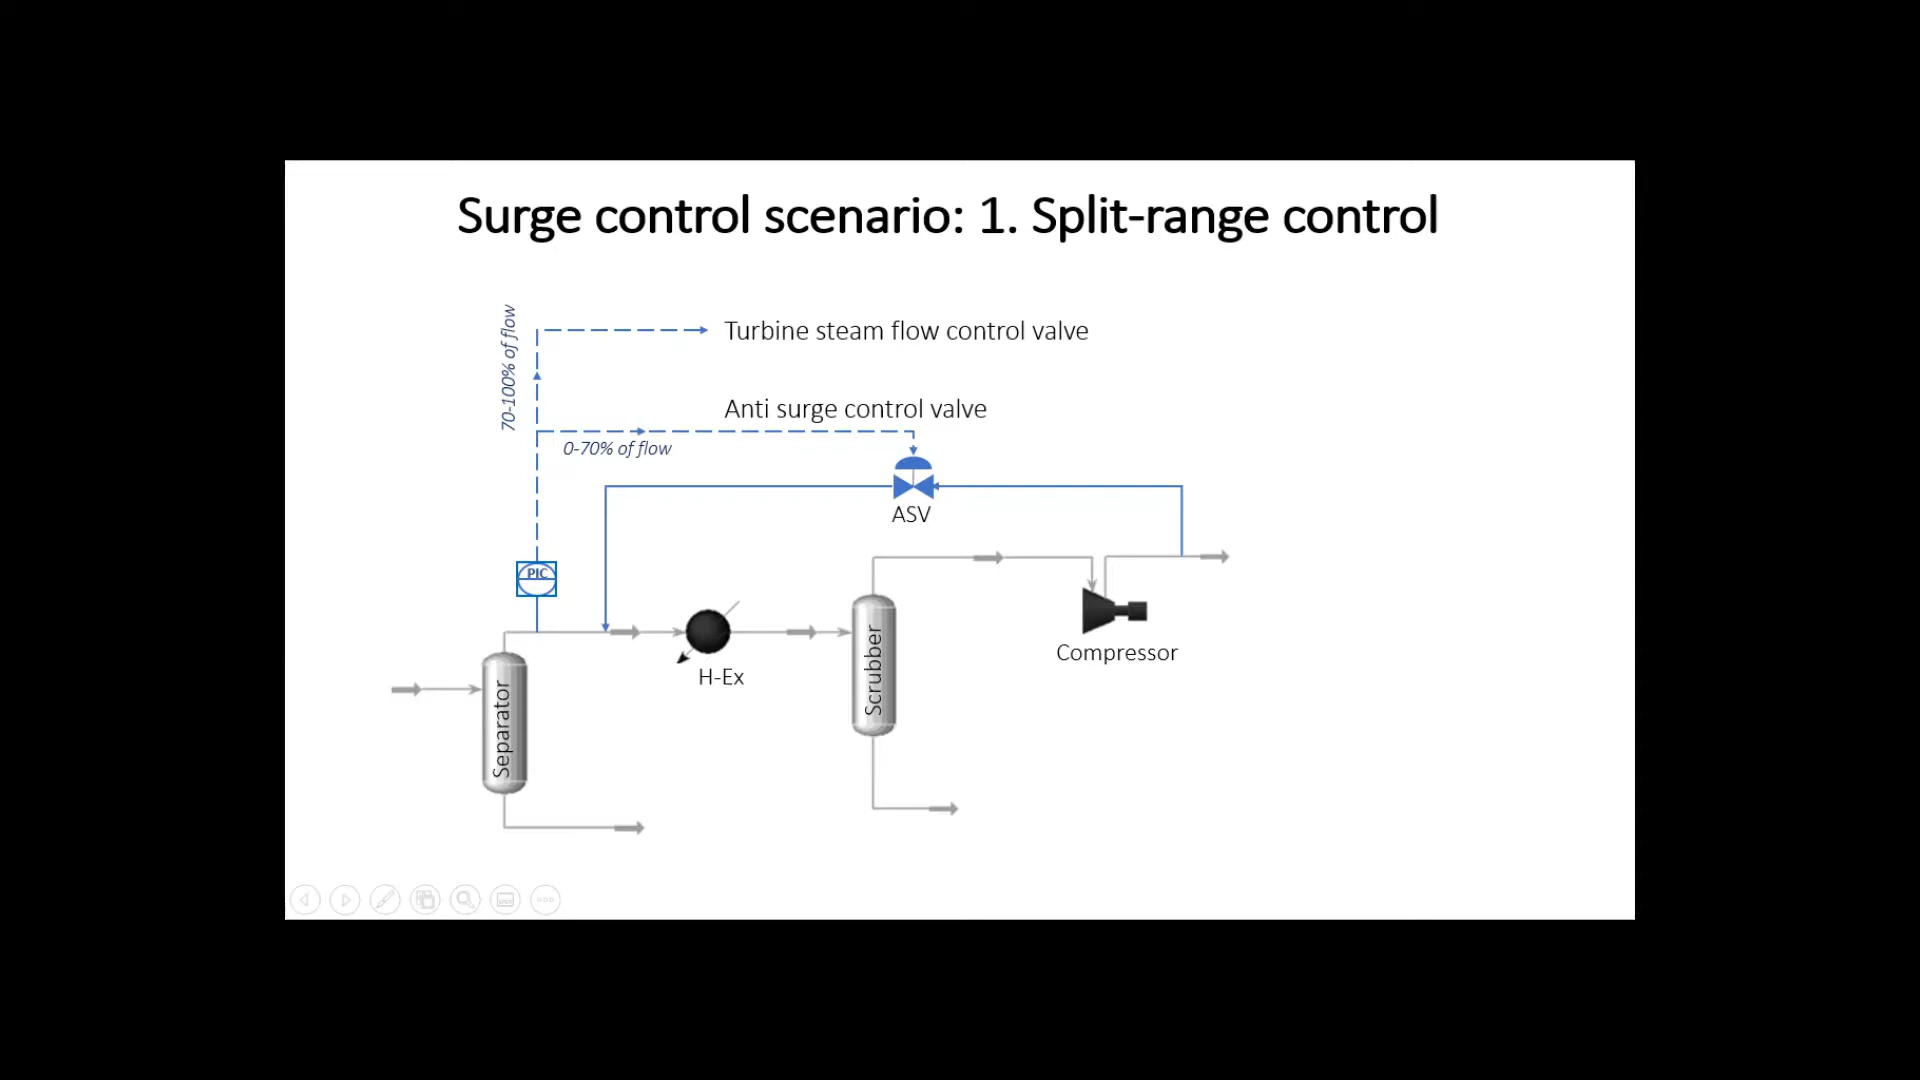 Surge control scenario: 1. Split-range control
70-100% of flow
Turbine steam flow control valve
Anti surge control valve
0-70% of flow
ASV
PIC
H-Ex
Scrubber
Compressor
Separator